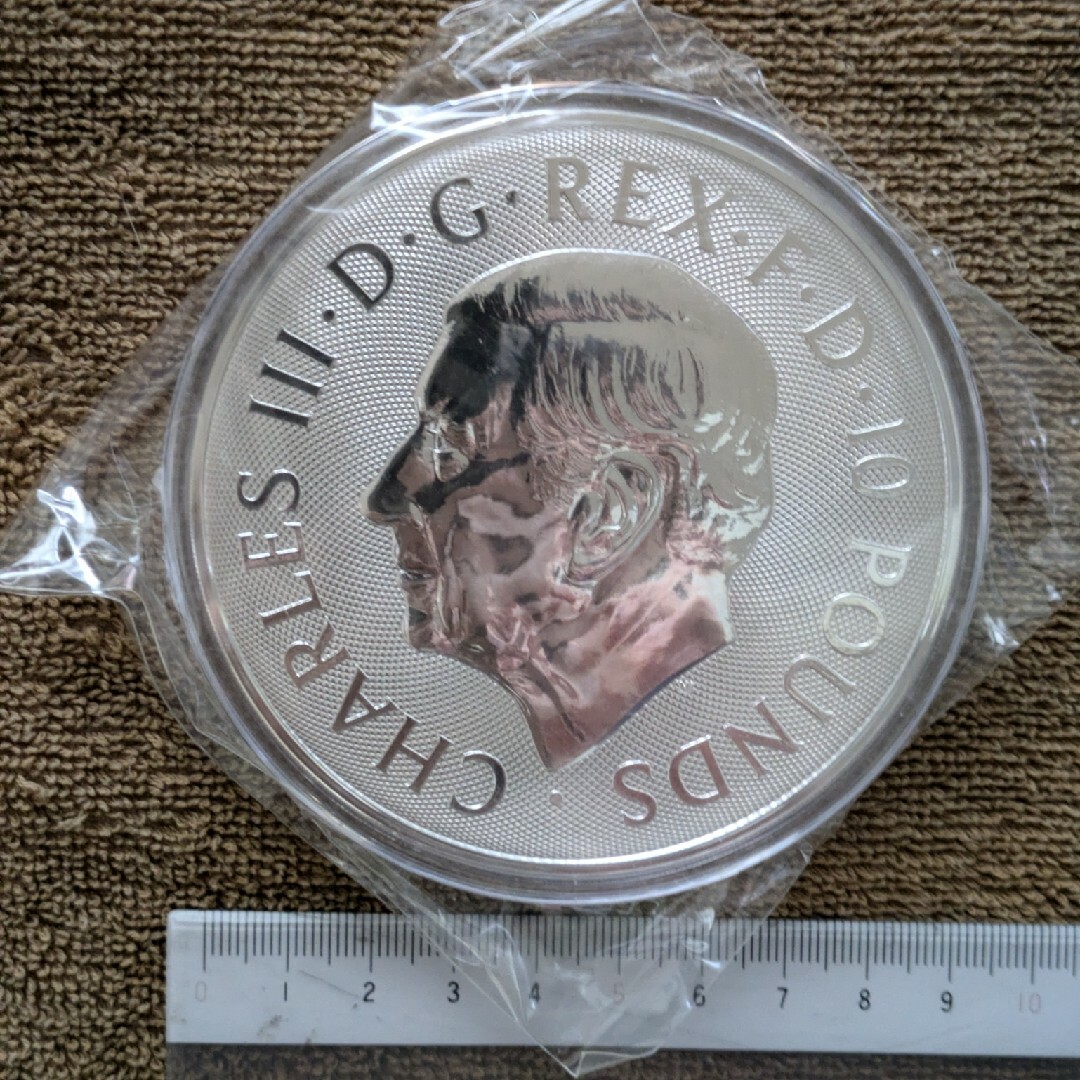 CHARLES III · D · G · REX · F · D · 10 POUNDS ·
0 1 2 3 4 5 6 7 8 9 10